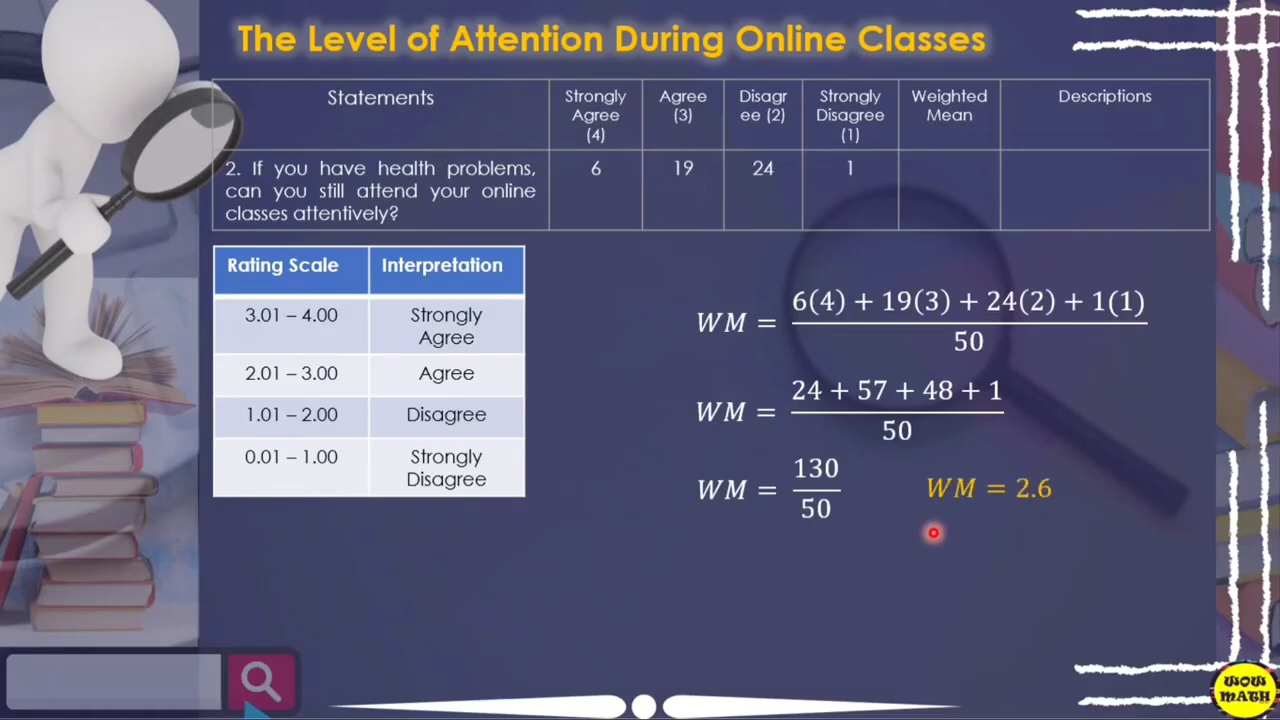 The Level of Attention During Online Classes
Statements
Strongly
Agree
(4)
Agree
(3)
Disagr
ee (2)
Strongly
Disagree
(1)
Weighted
Mean
Descriptions
2. If you have health problems,
can you still attend your online
classes attentively?
6
19
24
1
Rating Scale
Interpretation
3.01 – 4.00
Strongly
Agree
2.01 – 3.00
Agree
1.01 – 2.00
Disagree
0.01 – 1.00
Strongly
Disagree
WM = 6(4) + 19(3) + 24(2) + 1(1)
50
WM = 24 + 57 + 48 + 1
50
WM = 130
50
WM = 2.6
WOW
MATH